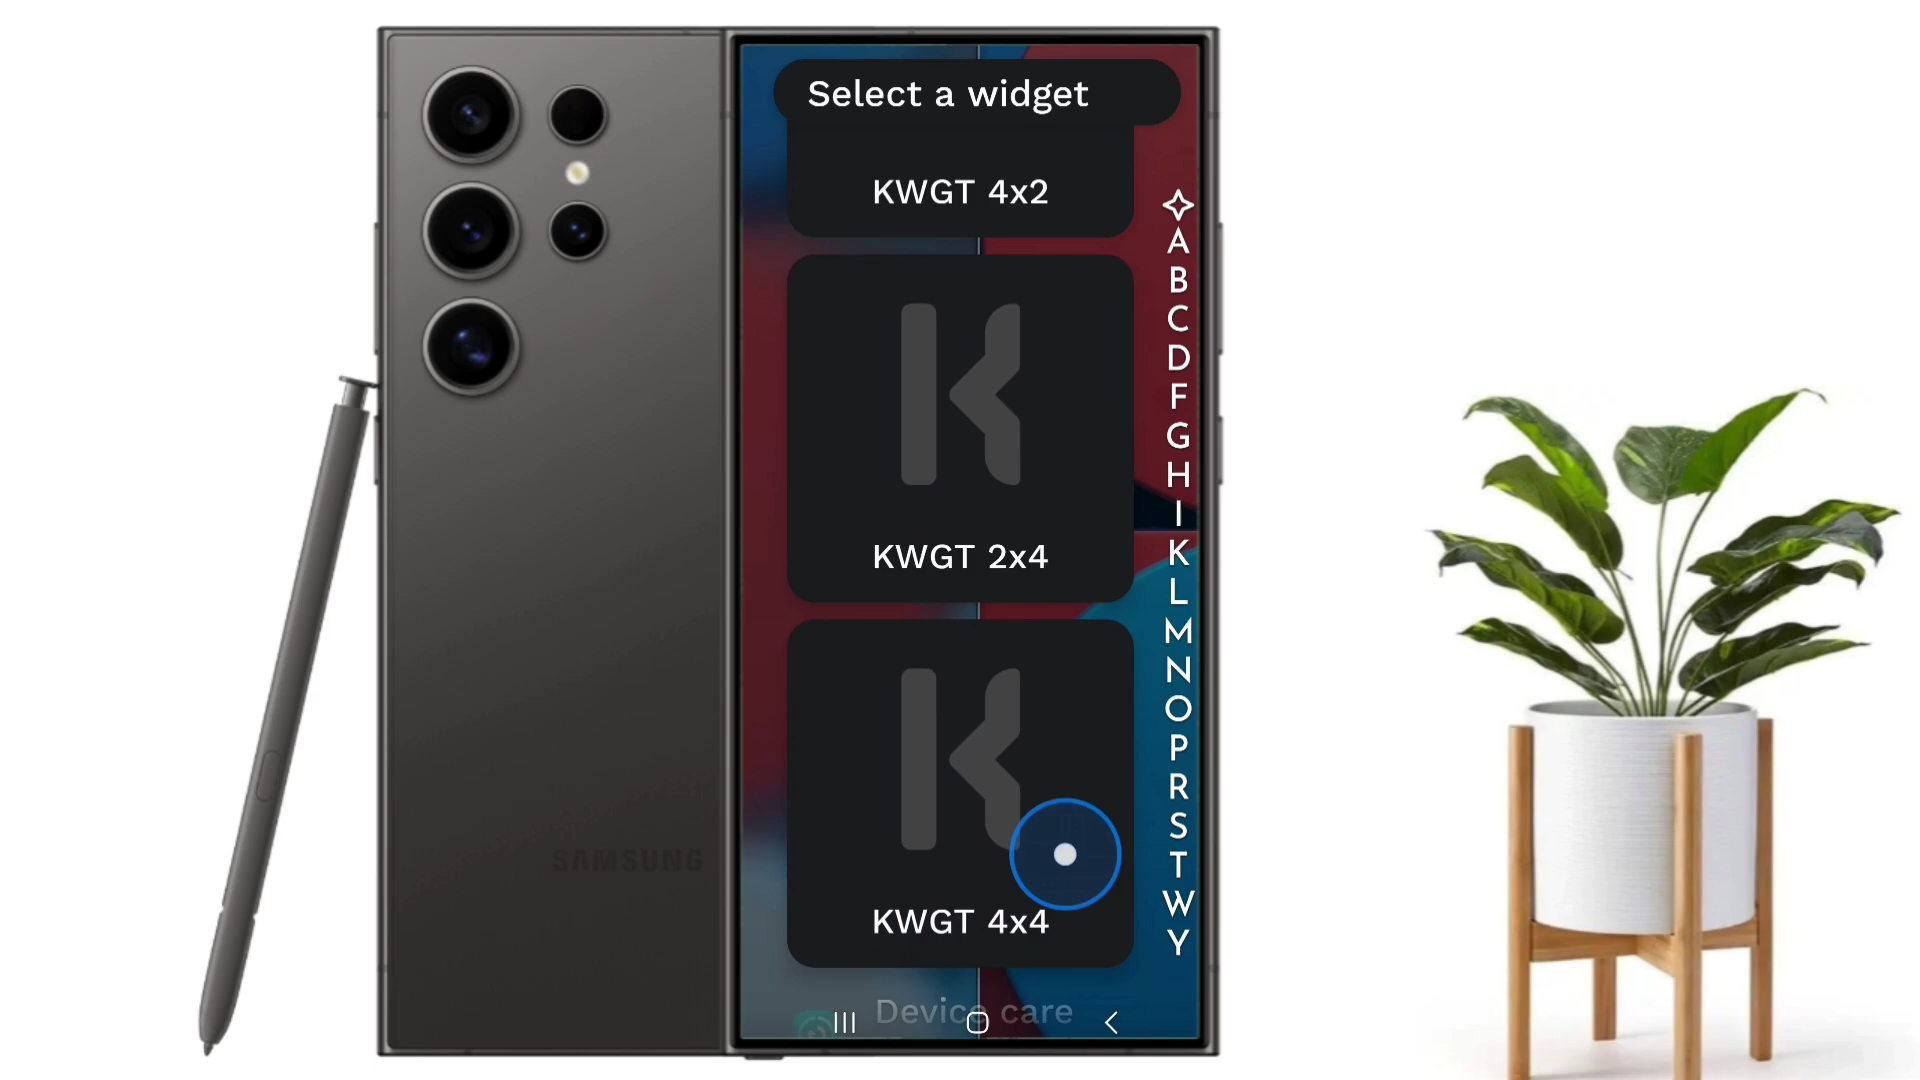 Select a widget
KWGT 4x2
KWGT 2x4
KWGT 4x4
Device care
A
B
C
D
F
G
H
I
K
L
M
N
O
P
R
S
T
W
Y
SAMSUNG